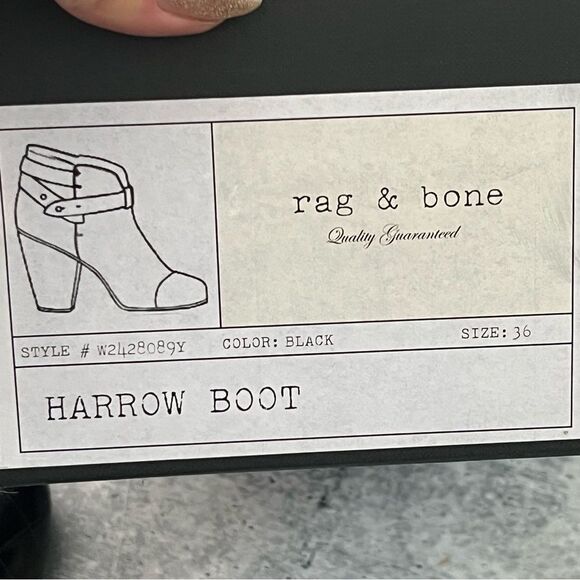 rag & bone
Quality Guaranteed
STYLE # W2428089Y COLOR: BLACK SIZE: 36
HARROW BOOT